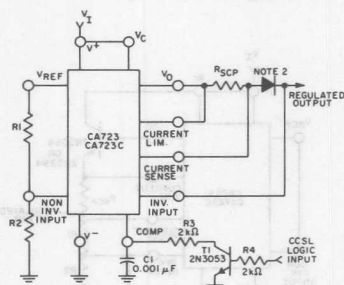 VI
V+
VC
VREF
VO
RSCP
NOTE 2
REGULATED
OUTPUT
R1
CA723
CA723C
CURRENT
LIM.
CURRENT
SENSE
NON
INV.
INPUT
INV.
INPUT
R2
V-
COMP
R3
2kΩ
C1
0.001 µF
T1
2N3053
R4
2kΩ
CCSL
LOGIC
INPUT